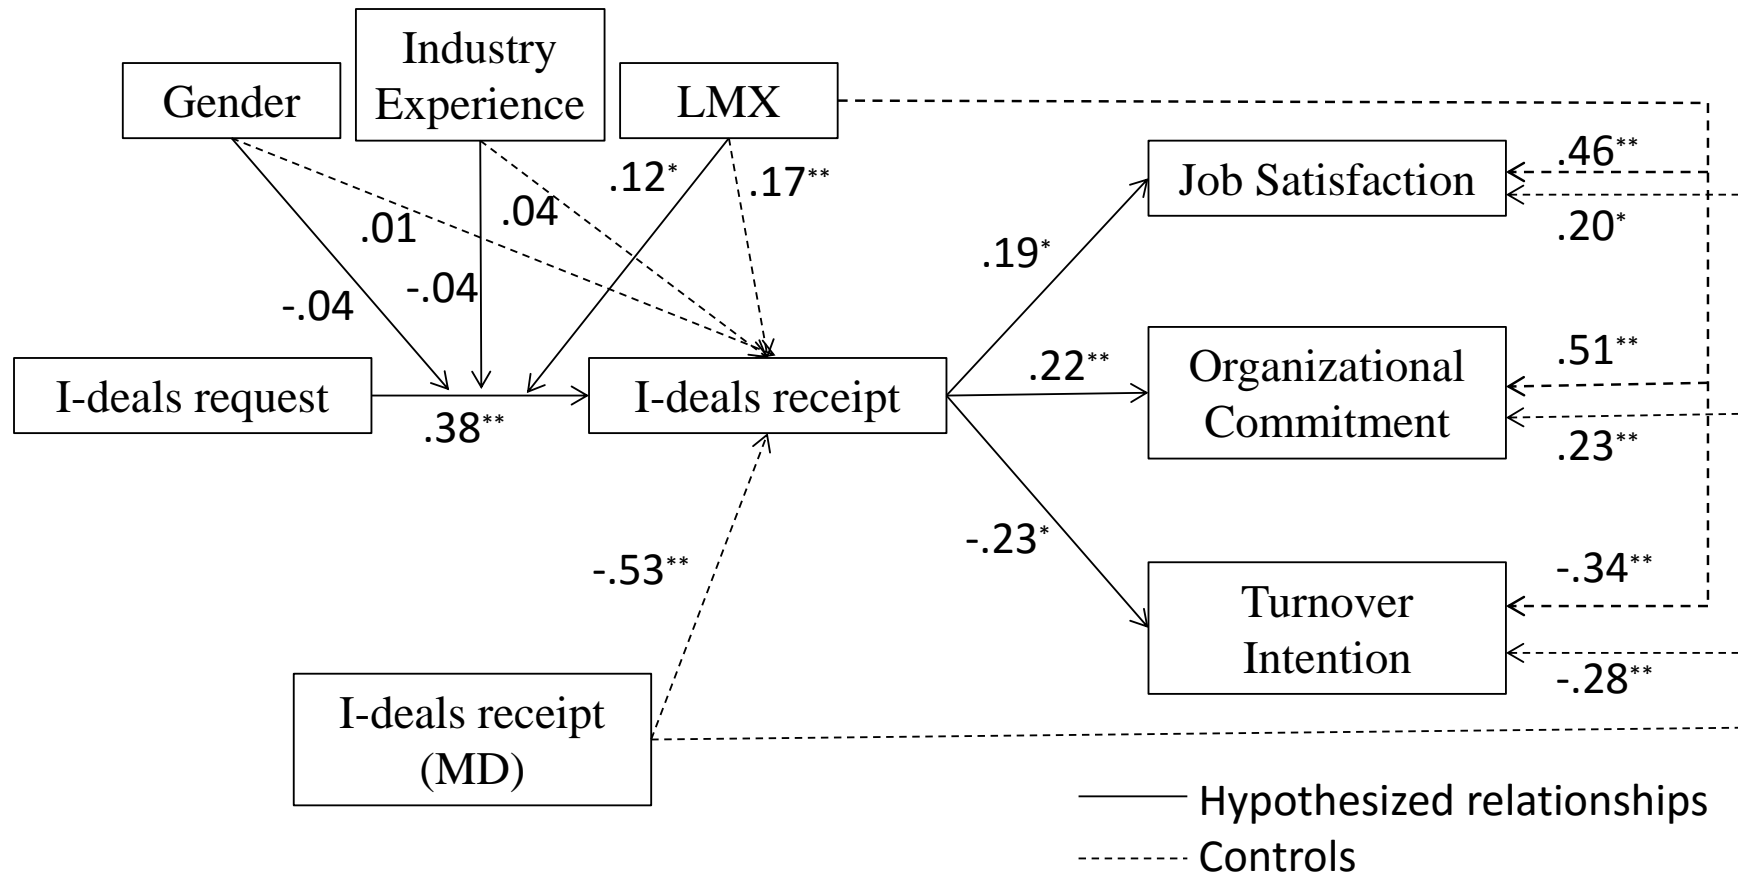 Industry
Experience
Gender
LMX
.12*
.17**
.01
.04
-.04
-.04
I-deals request
.38**
I-deals receipt
-.53**
I-deals receipt
(MD)
.19*
.22**
-.23*
Job Satisfaction
.46**
.20*
Organizational
Commitment
.51**
.23**
Turnover
Intention
-.34**
-.28**
Hypothesized relationships
Controls